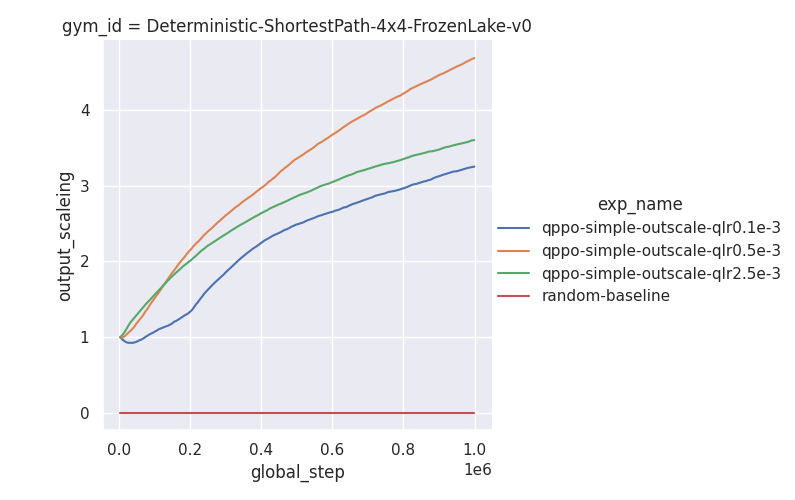 gym_id = Deterministic-ShortestPath-4x4-FrozenLake-v0
output_scaleing
4
3
2
1
0
0.0 0.2 0.4 0.6 0.8 1.0
1e6
global_step
exp_name
qppo-simple-outscale-qlr0.1e-3
qppo-simple-outscale-qlr0.5e-3
qppo-simple-outscale-qlr2.5e-3
random-baseline